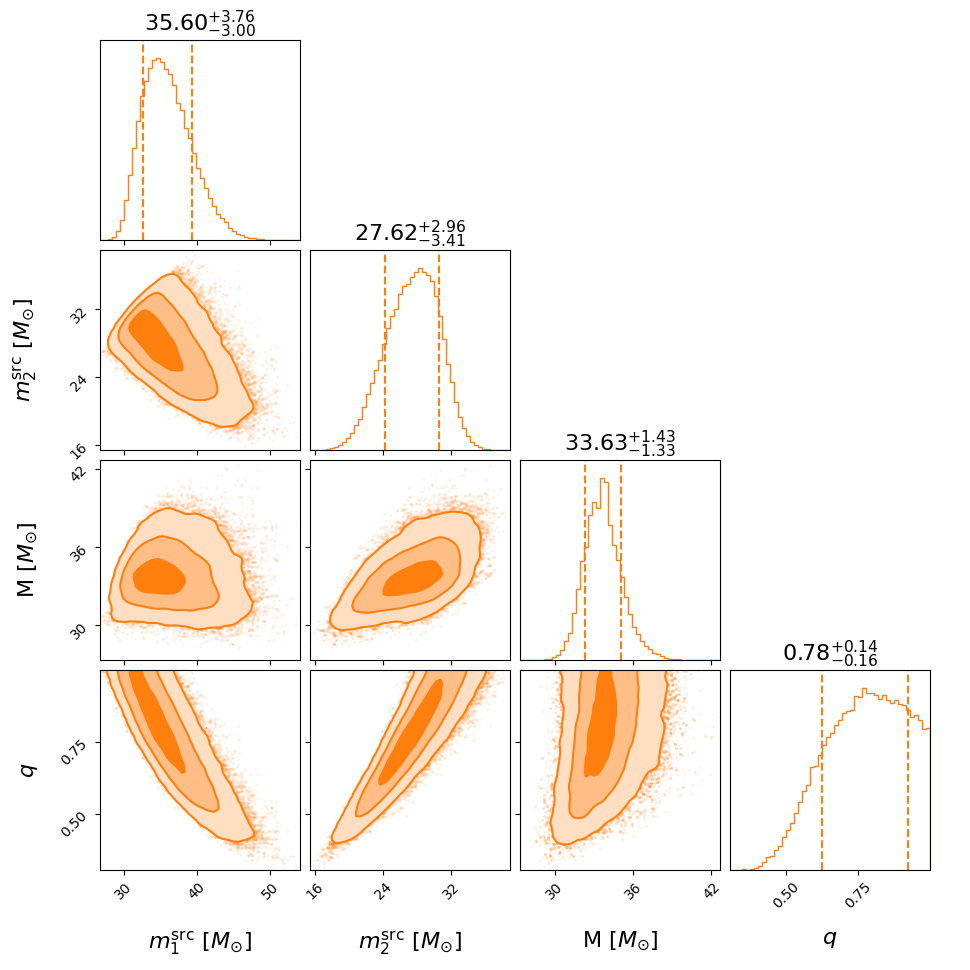 35.60^{+3.76}_{-3.00}
27.62^{+2.96}_{-3.41}
m_2^{src} [M_⊙]
32
24
16
33.63^{+1.43}_{-1.33}
M [M_⊙]
42
36
30
0.78^{+0.14}_{-0.16}
q
0.75
0.50
30 40 50
16 24 32
30 36 42
0.50 0.75
m_1^{src} [M_⊙]
m_2^{src} [M_⊙]
M [M_⊙]
q